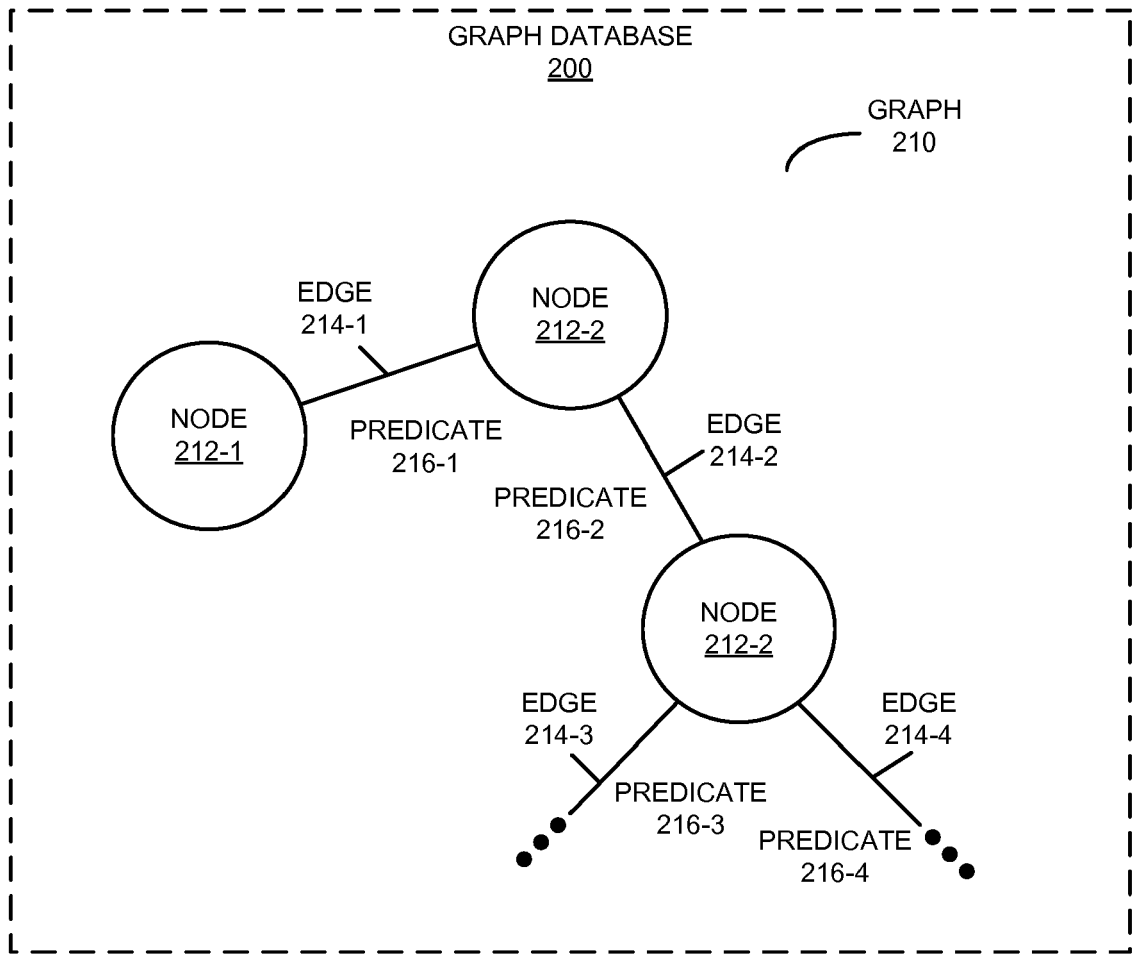 GRAPH DATABASE
200
GRAPH
210
EDGE
214-1
NODE
212-2
NODE
212-1
PREDICATE
216-1
EDGE
214-2
PREDICATE
216-2
NODE
212-2
EDGE
214-3
EDGE
214-4
PREDICATE
216-3
PREDICATE
216-4